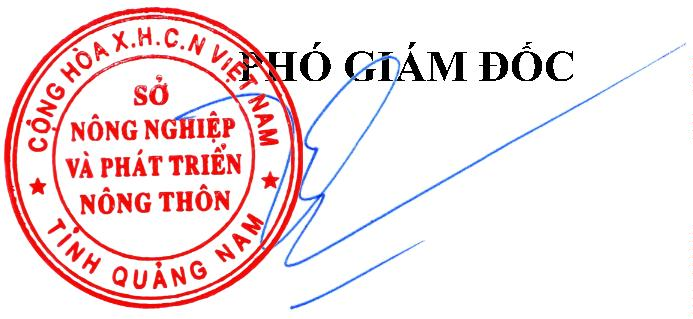 PHÓ GIÁM ĐỐC
CỘNG HÒA X.H.C.N VIỆT NAM
SỞ
NÔNG NGHIỆP
VÀ PHÁT TRIỂN
NÔNG THÔN
TỈNH QUẢNG NAM